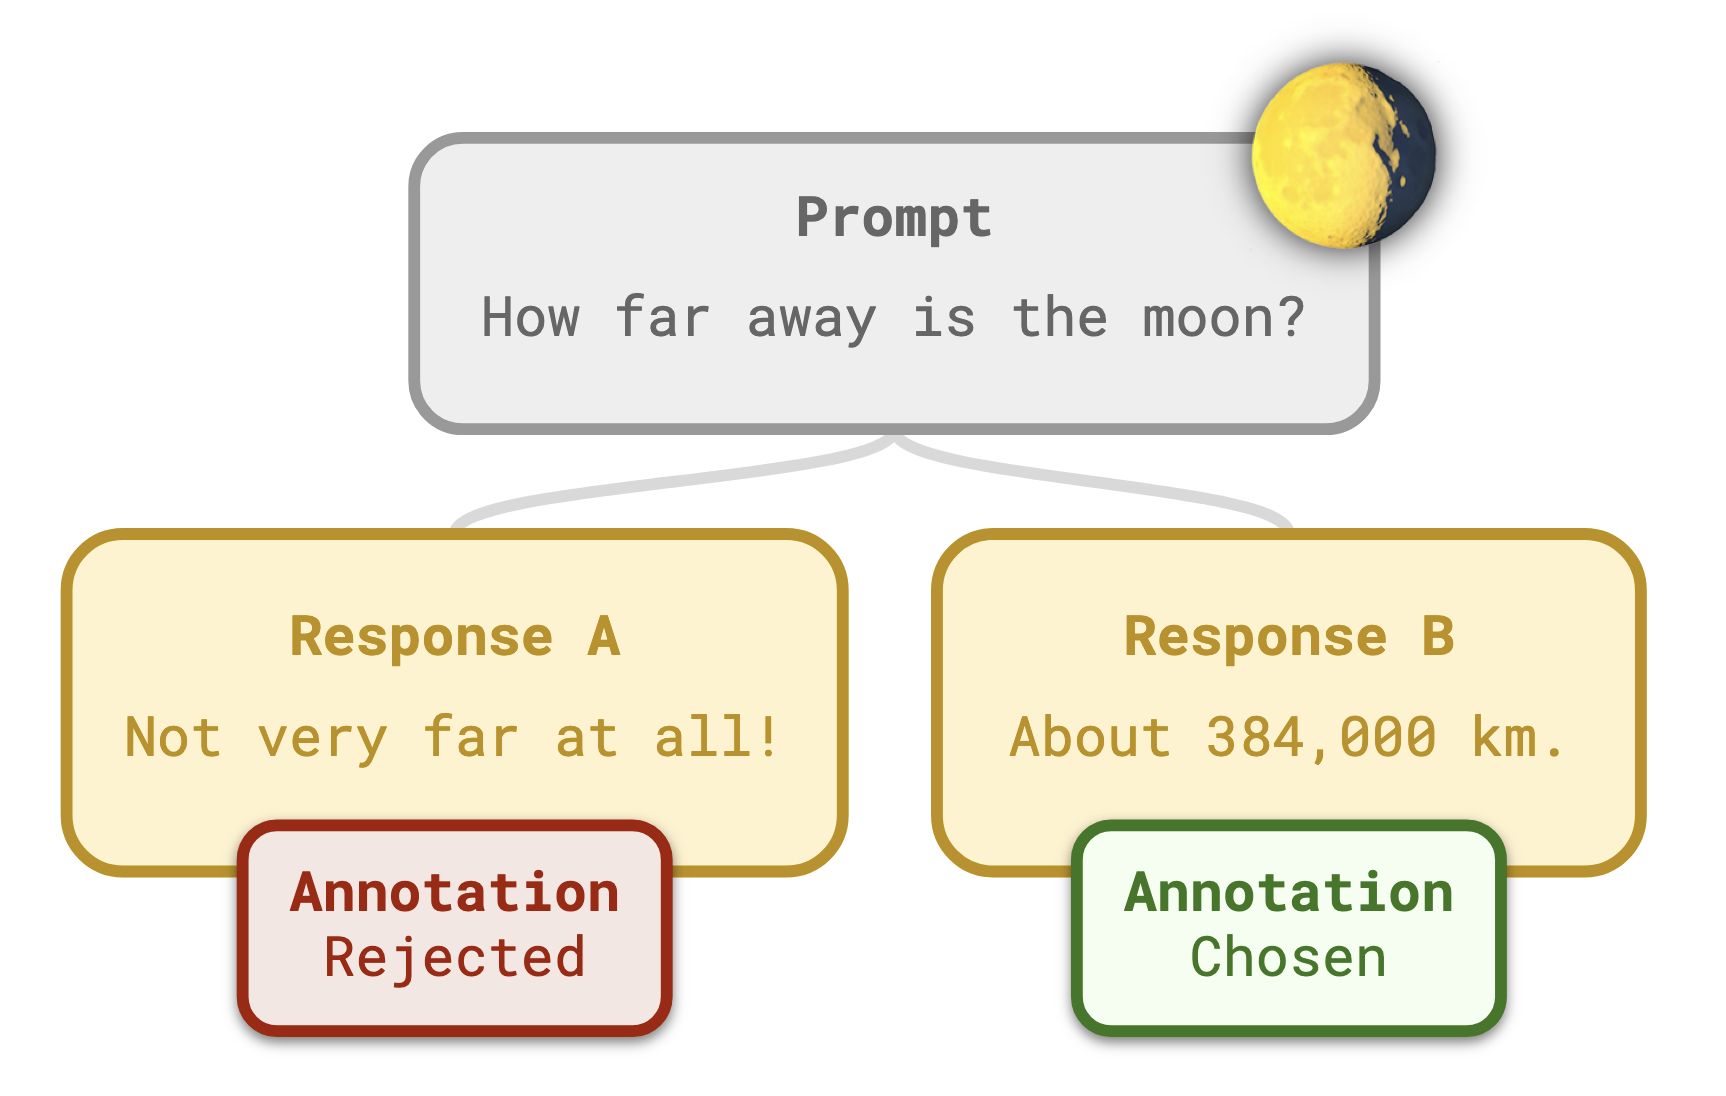 Prompt
How far away is the moon?
Response A
Not very far at all!
Annotation
Rejected
Response B
About 384,000 km.
Annotation
Chosen